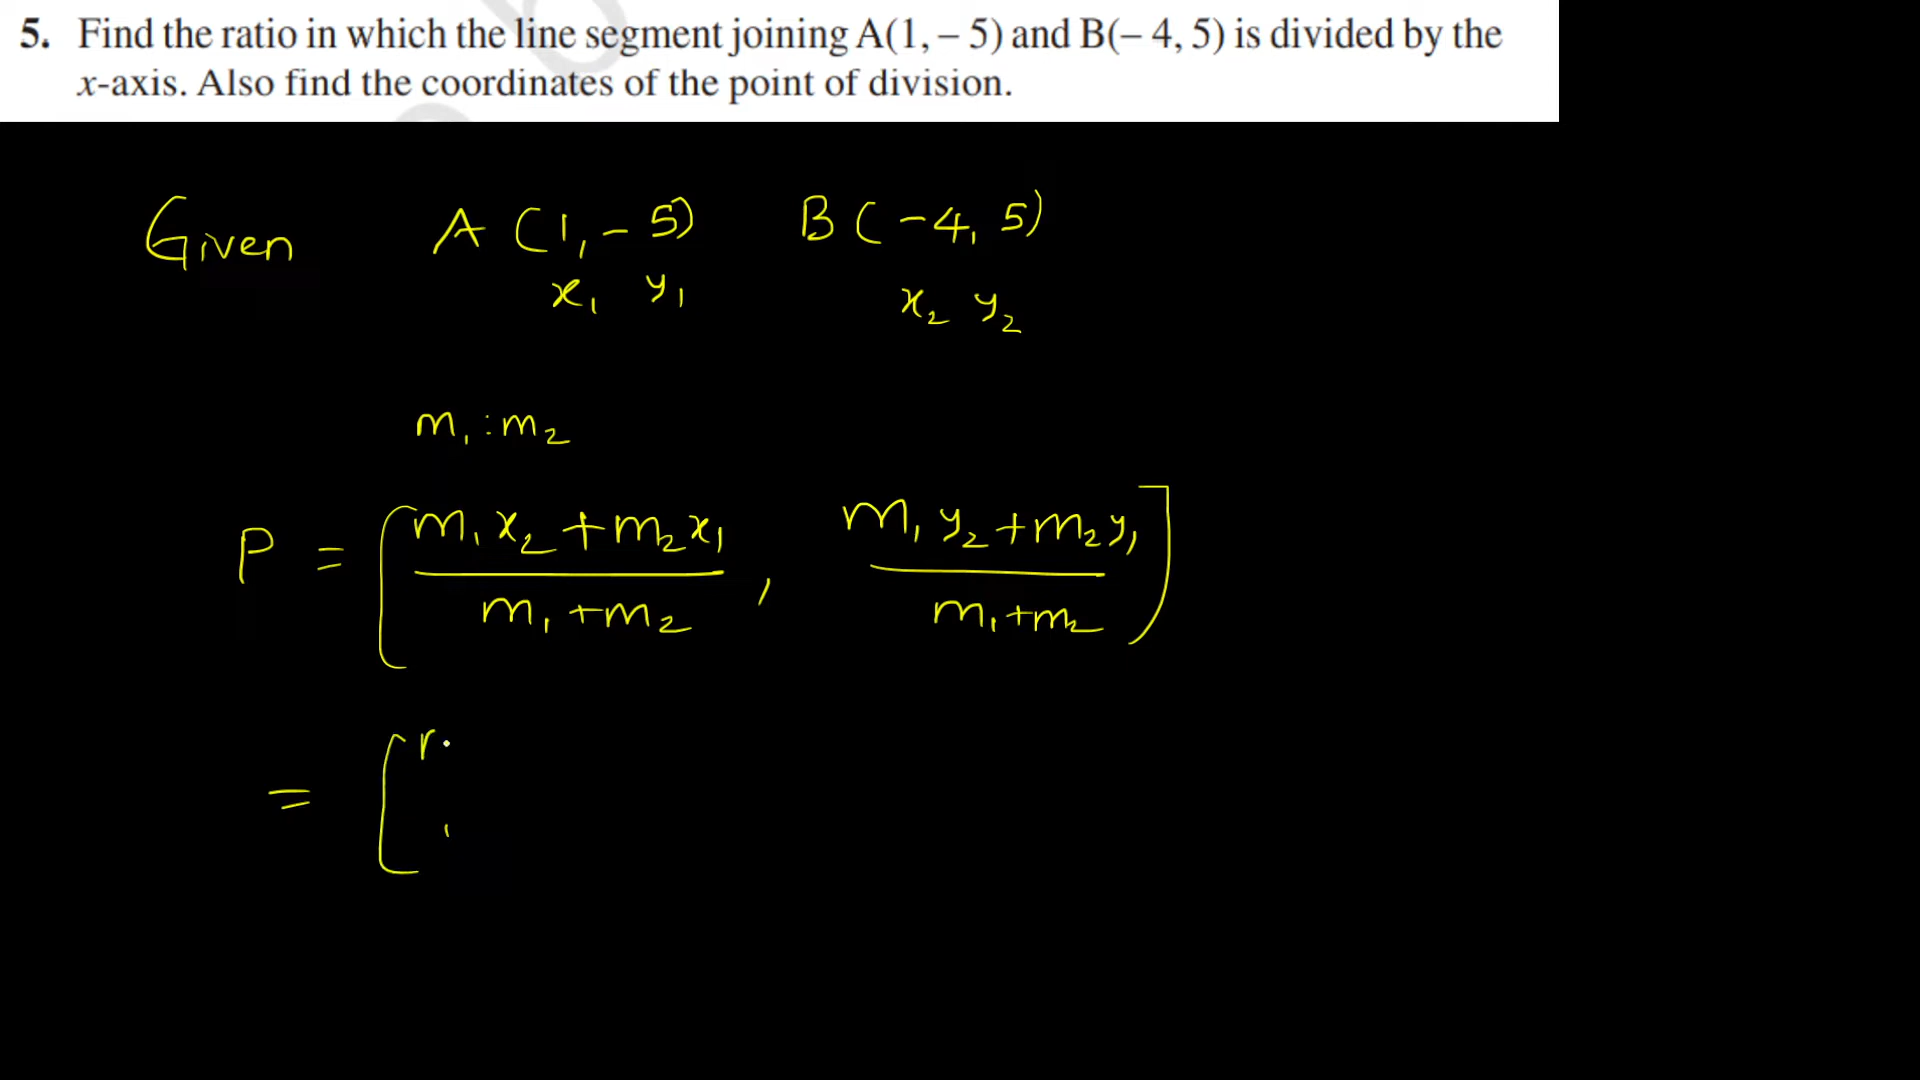 5. Find the ratio in which the line segment joining A(1, – 5) and B(– 4, 5) is divided by the
x-axis. Also find the coordinates of the point of division.
Given A (1, - 5) B (-4, 5)
x₁ y₁ x₂ y₂
m₁ : m₂
P = [ (m₁x₂ + m₂x₁)/(m₁ + m₂) , (m₁y₂ + m₂y₁)/(m₁ + m₂) ]
= [